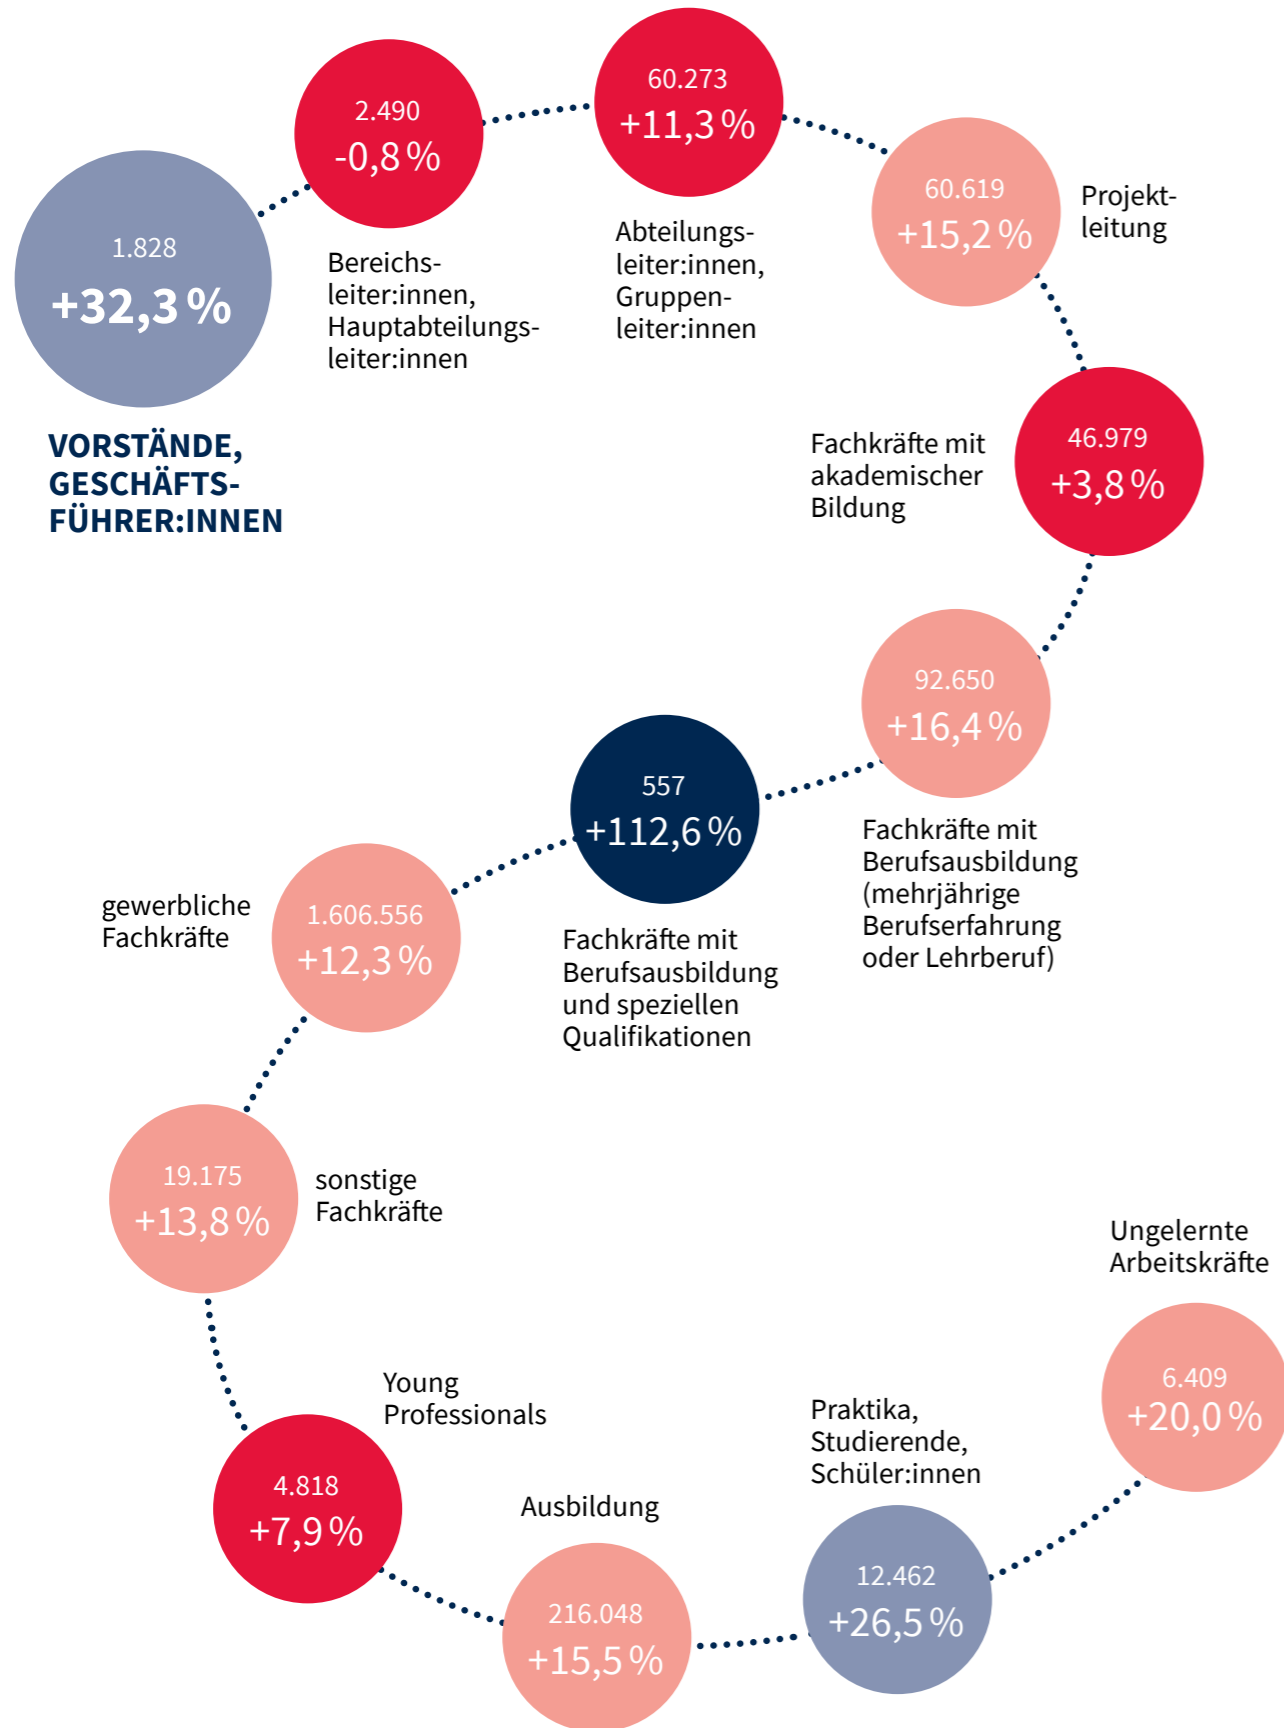 1.828
+32,3 %
VORSTÄNDE,
GESCHÄFTS-
FÜHRER:INNEN
2.490
-0,8 %
Bereichs-
leiter:innen,
Hauptabteilungs-
leiter:innen
60.273
+11,3 %
Abteilungs-
leiter:innen,
Gruppen-
leiter:innen
60.619
+15,2 %
Projekt-
leitung
Fachkräfte mit
akademischer
Bildung
46.979
+3,8 %
92.650
+16,4 %
Fachkräfte mit
Berufsausbildung
(mehrjährige
Berufserfahrung
oder Lehrberuf)
557
+112,6 %
Fachkräfte mit
Berufsausbildung
und speziellen
Qualifikationen
gewerbliche
Fachkräfte
1.606.556
+12,3 %
19.175
+13,8 %
sonstige
Fachkräfte
Young
Professionals
4.818
+7,9 %
Ausbildung
216.048
+15,5 %
Praktika,
Studierende,
Schüler:innen
12.462
+26,5 %
Ungelernte
Arbeitskräfte
6.409
+20,0 %